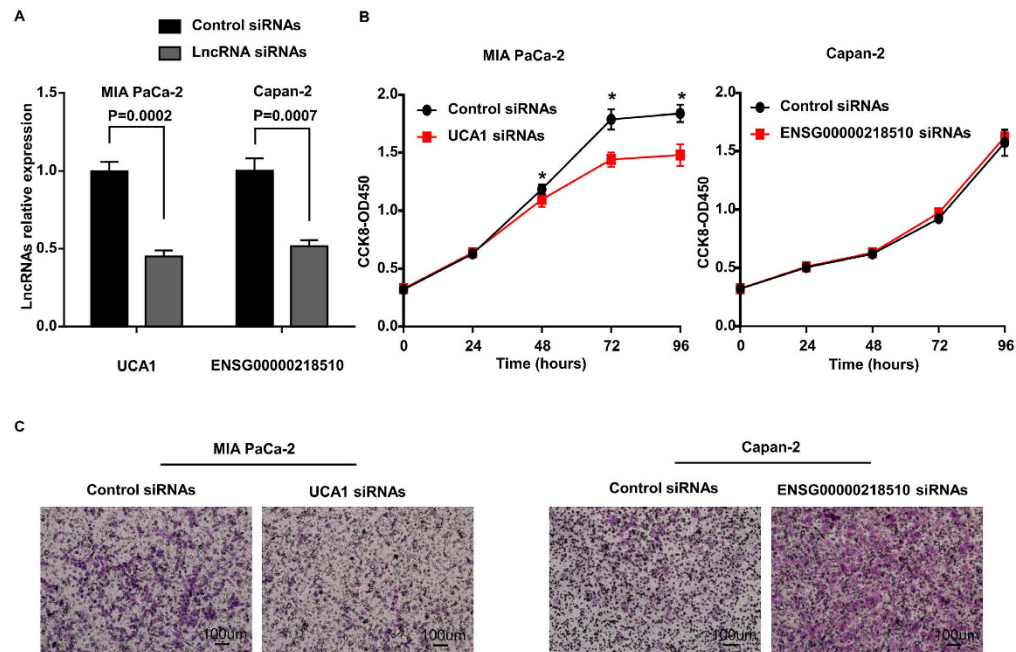 A
Control siRNAs
LncRNA siRNAs
MIA PaCa-2 Capan-2
P=0.0002 P=0.0007
LncRNAs relative expression
1.5
1.0
0.5
0.0
UCA1 ENSG00000218510
B
MIA PaCa-2
Control siRNAs
UCA1 siRNAs
CCK8-OD450
2.0
1.5
1.0
0.5
0.0
* * *
0 24 48 72 96
Time (hours)
Capan-2
Control siRNAs
ENSG00000218510 siRNAs
CCK8-OD450
2.0
1.5
1.0
0.5
0.0
0 24 48 72 96
Time (hours)
C
MIA PaCa-2 Capan-2
Control siRNAs UCA1 siRNAs Control siRNAs ENSG00000218510 siRNAs
100um 100um 100um 100um